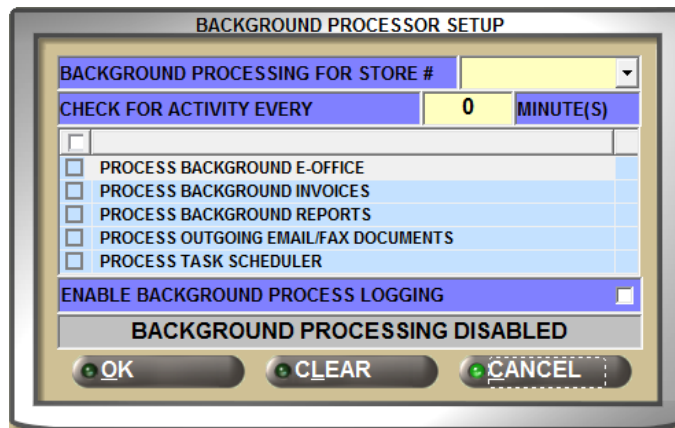 BACKGROUND PROCESSOR SETUP
BACKGROUND PROCESSING FOR STORE #
CHECK FOR ACTIVITY EVERY 0 MINUTE(S)
PROCESS BACKGROUND E-OFFICE
PROCESS BACKGROUND INVOICES
PROCESS BACKGROUND REPORTS
PROCESS OUTGOING EMAIL/FAX DOCUMENTS
PROCESS TASK SCHEDULER
ENABLE BACKGROUND PROCESS LOGGING
BACKGROUND PROCESSING DISABLED
OK CLEAR CANCEL